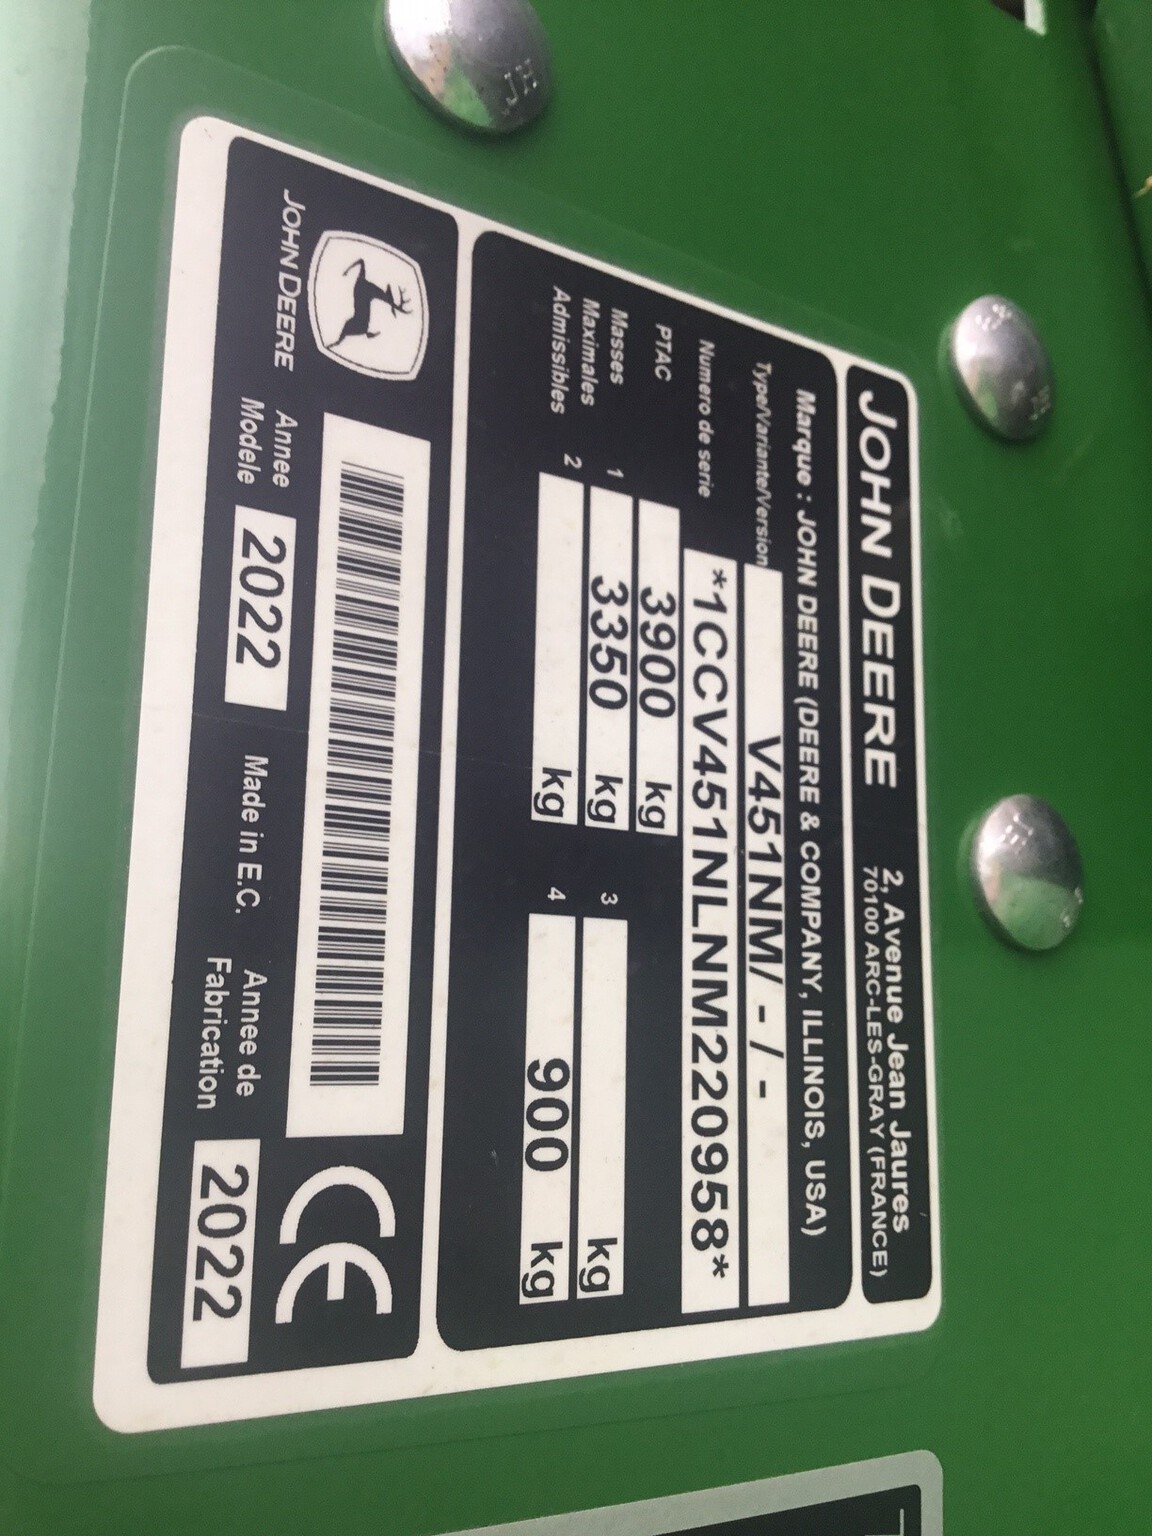 JOHN DEERE
2, Avenue Jean Jaures
70100 ARC-LES-GRAY (FRANCE)
Marque : JOHN DEERE (DEERE & COMPANY, ILLINOIS, USA)
Type/Variante/Version V451NM/ - / -
Numero de serie *1CCV451NLNM220958*
PTAC 3900 kg
Masses 1 3350 kg 3 kg
Maximales
Admissibles 2 kg 4 900 kg
JOHN DEERE
Annee
Modele 2022
Made in E.C.
Annee de
Fabrication 2022
CE
JH